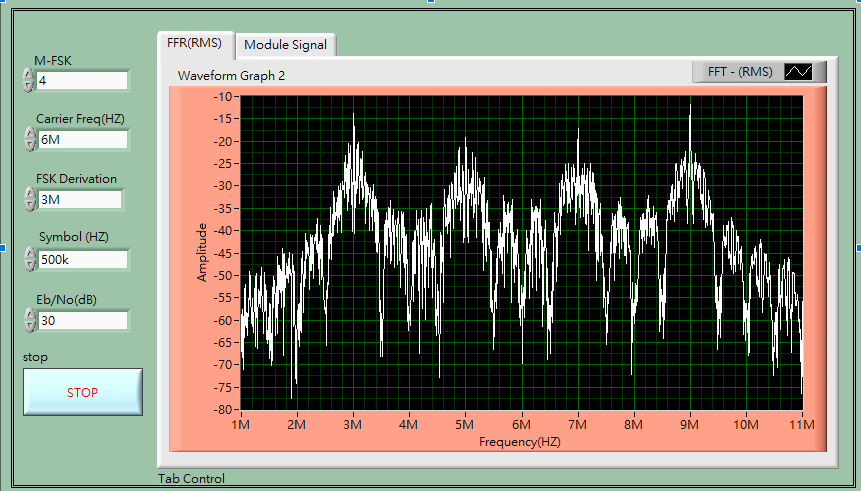 M-FSK
4
Carrier Freq(HZ)
6M
FSK Derivation
3M
Symbol (HZ)
500k
Eb/No(dB)
30
stop
STOP
FFR(RMS)
Module Signal
Waveform Graph 2
FFT - (RMS)
Amplitude
-10
-15
-20
-25
-30
-35
-40
-45
-50
-55
-60
-65
-70
-75
-80
1M
2M
3M
4M
5M
6M
7M
8M
9M
10M
11M
Frequency(HZ)
Tab Control